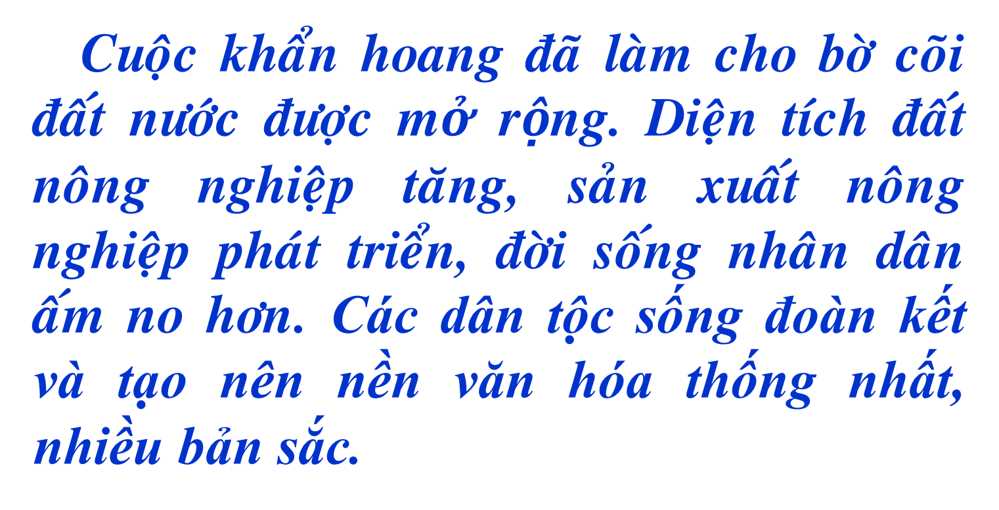 Cuộc khẩn hoang đã làm cho bờ cõi
đất nước được mở rộng. Diện tích đất
nông nghiệp tăng, sản xuất nông
nghiệp phát triển, đời sống nhân dân
ấm no hơn. Các dân tộc sống đoàn kết
và tạo nên nền văn hóa thống nhất,
nhiều bản sắc.